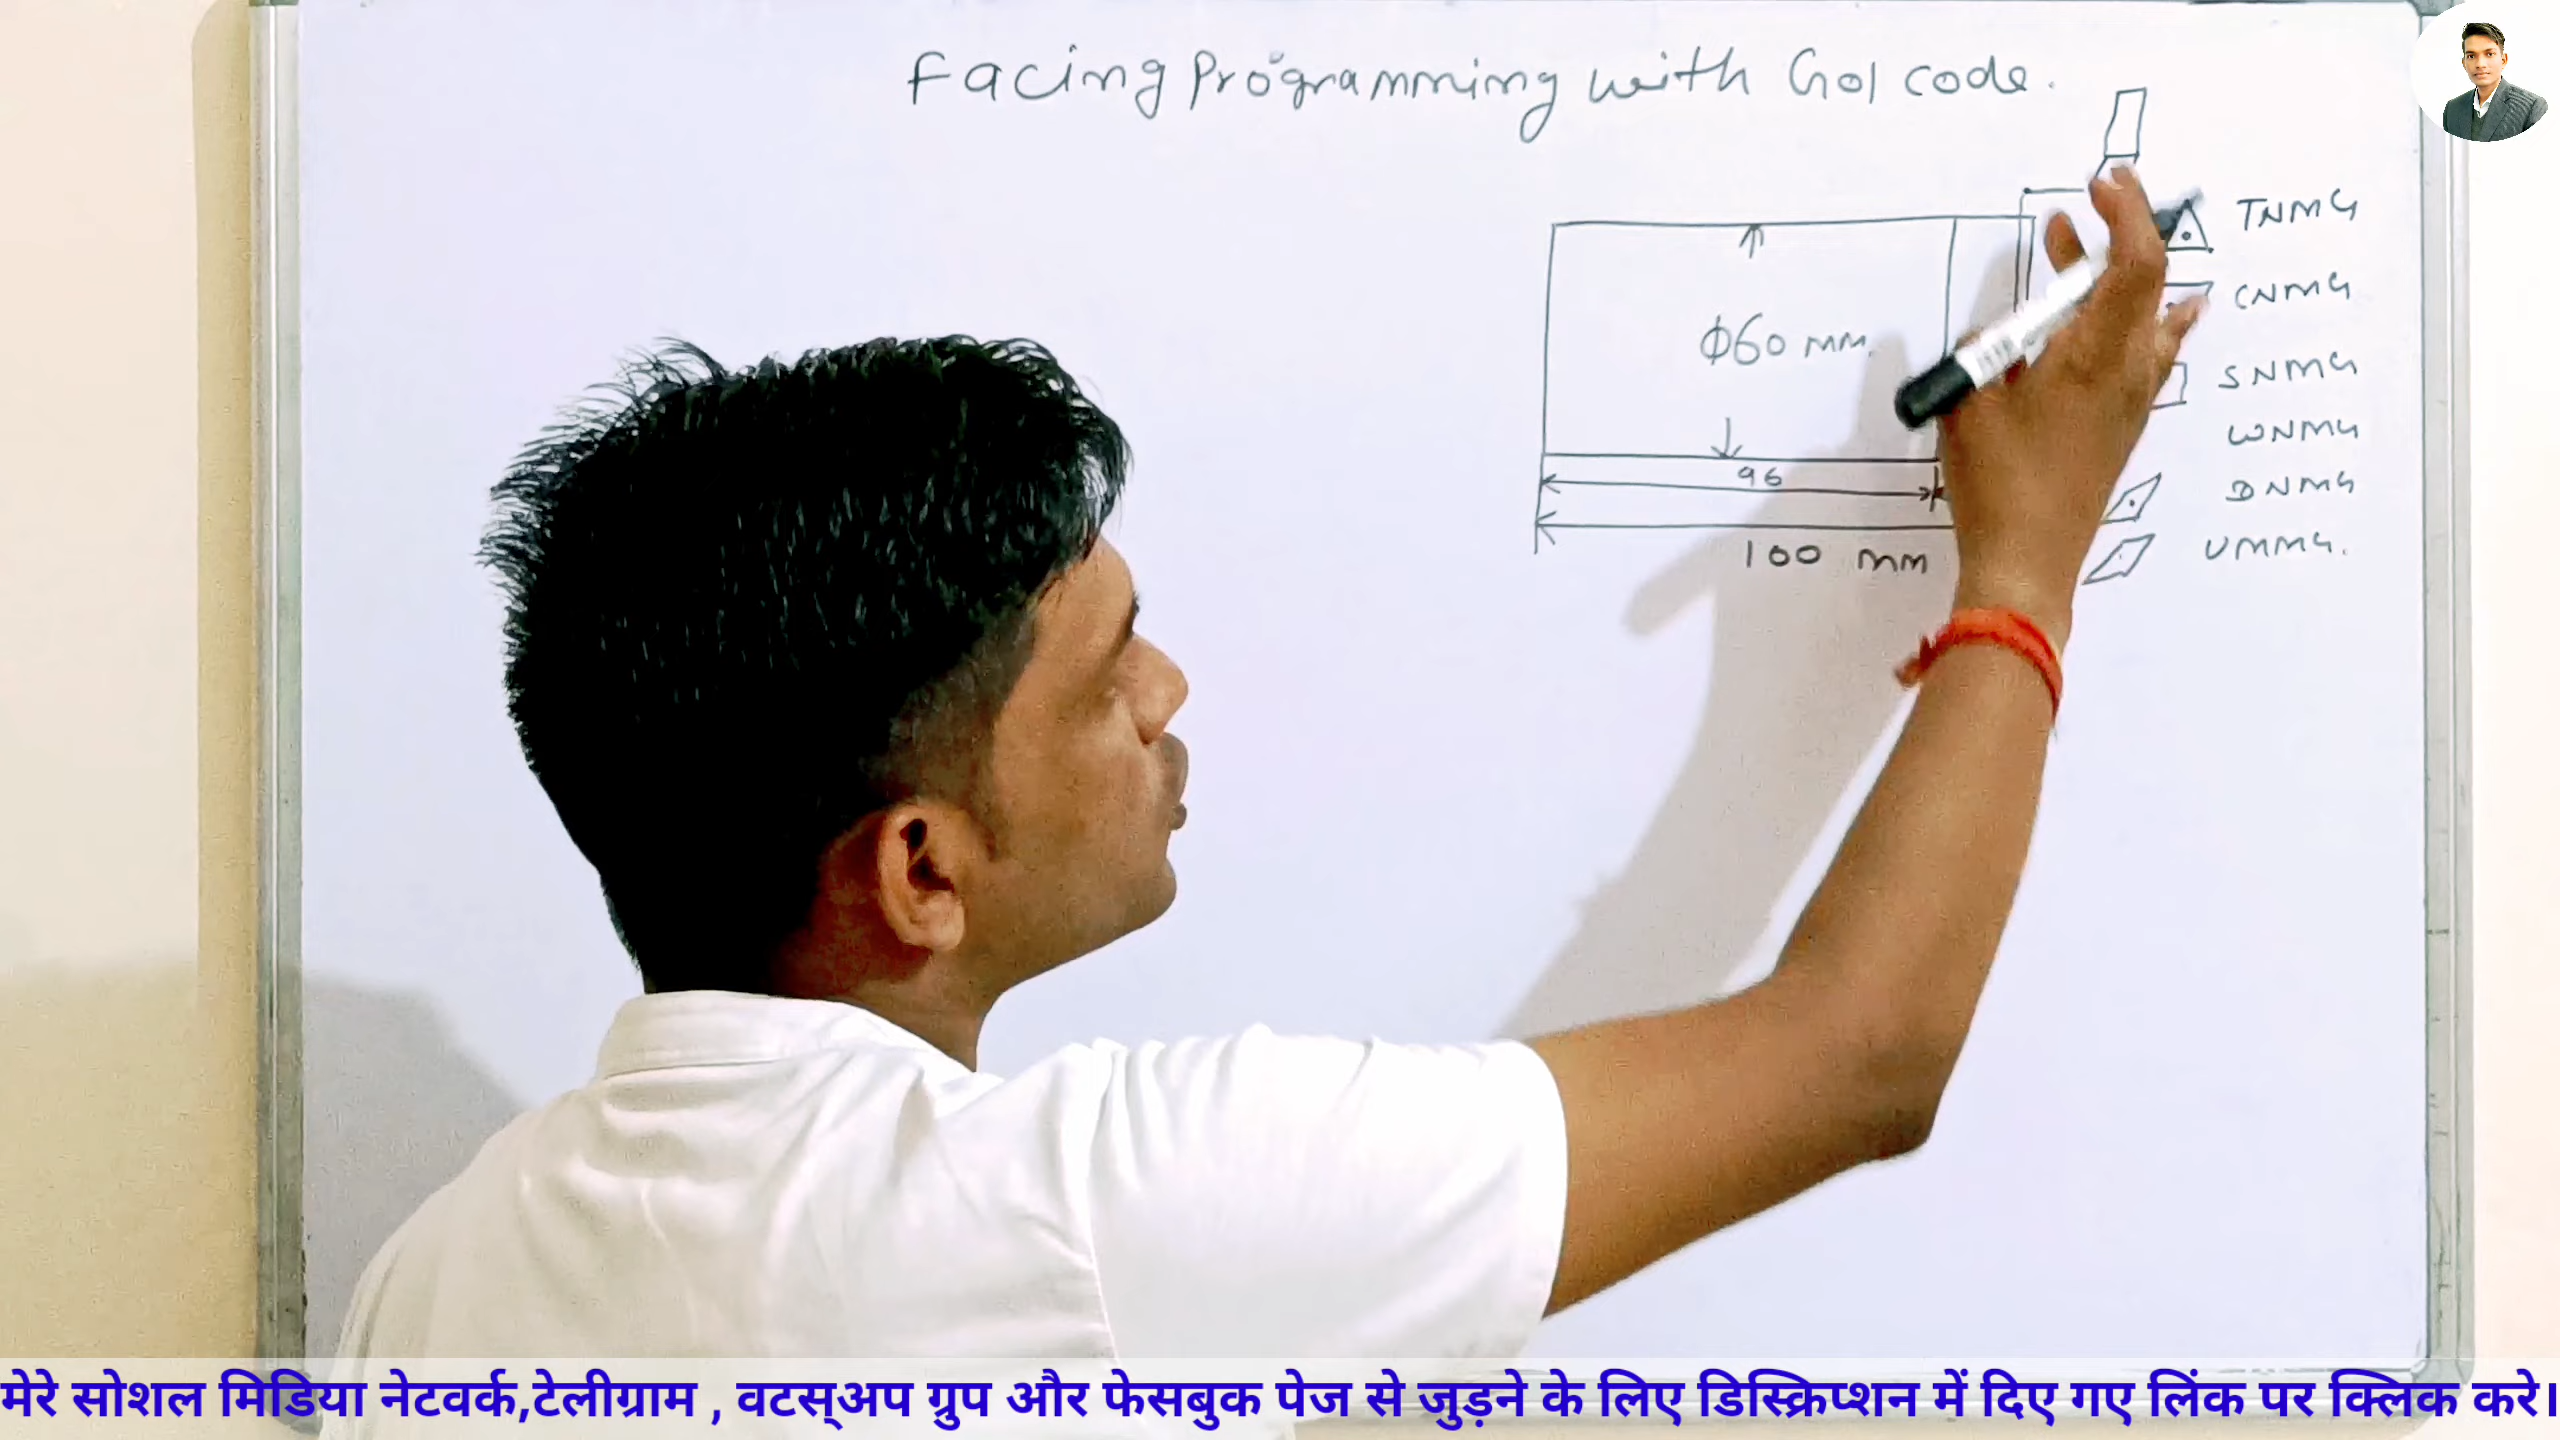 Facing Programming with G01 code.
TNMG
CNMG
Φ60 mm.
SNMG
WNMG
96
DNMG
100 mm
VMMG.
मेरे सोशल मिडिया नेटवर्क,टेलीग्राम , वटस्अप ग्रुप और फेसबुक पेज से जुड़ने के लिए डिस्क्रिप्शन में दिए गए लिंक पर क्लिक करे।